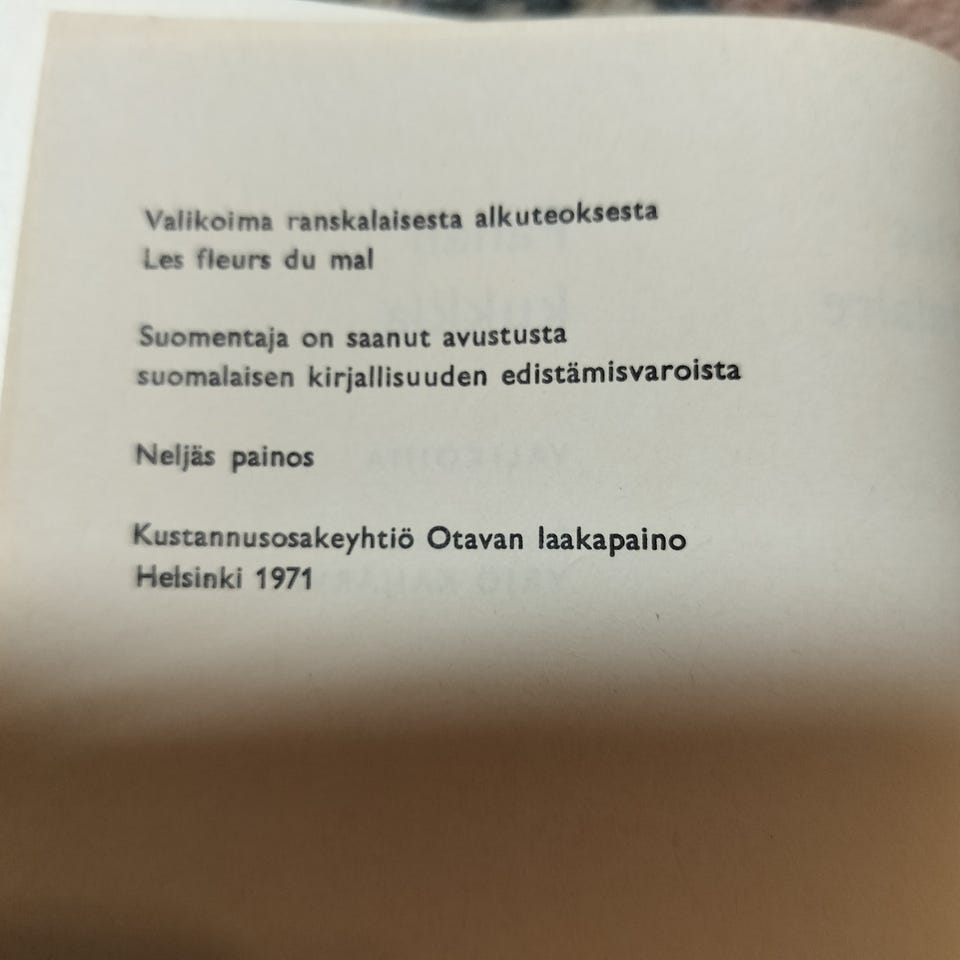 Valikoima ranskalaisesta alkuteoksesta
Les fleurs du mal
Suomentaja on saanut avustusta
suomalaisen kirjallisuuden edistämisvaroista
Neljäs painos
Kustannusosakeyhtiö Otavan laakapaino
Helsinki 1971